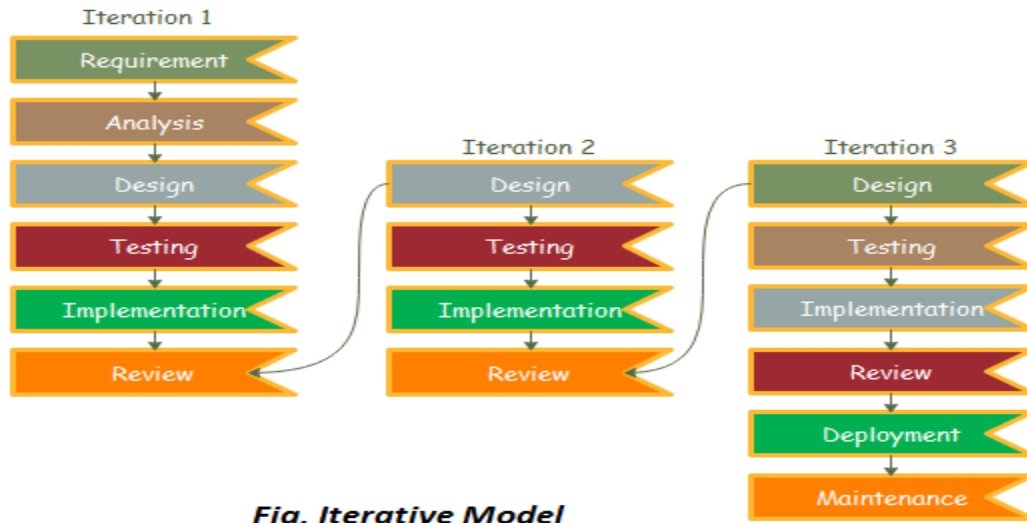 Iteration 1
Requirement
Analysis
Design
Testing
Implementation
Review
Iteration 2
Design
Testing
Implementation
Review
Iteration 3
Design
Testing
Implementation
Review
Deployment
Maintenance
Fig. Iterative Model